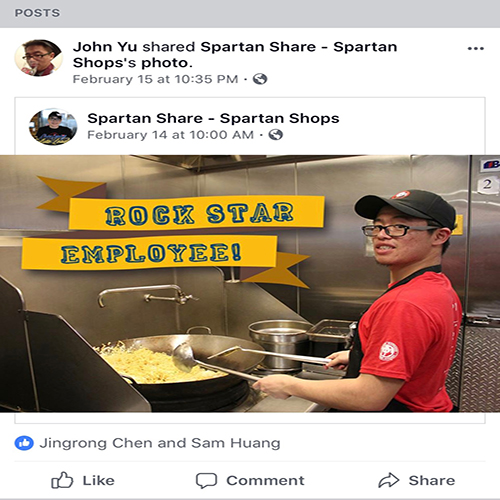 POSTS
John Yu shared Spartan Share - Spartan
Shops's photo.
February 15 at 10:35 PM ·
Spartan Share - Spartan Shops
February 14 at 10:00 AM ·
ROCK STAR
EMPLOYEE!
2
Jingrong Chen and Sam Huang
Like Comment Share